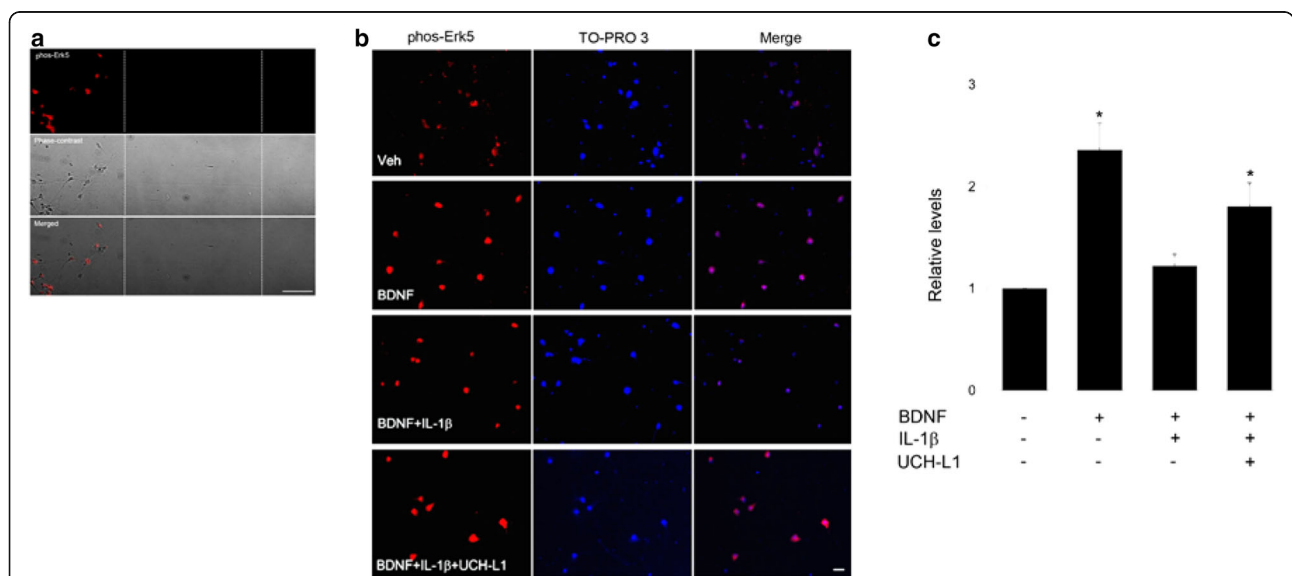 a
phos-Erk5
Phase-contrast
Merged
b
phos-Erk5 TO-PRO 3 Merge
Veh
BDNF
BDNF+IL-1β
BDNF+IL-1β+UCH-L1
c
Relative levels
3
2
1
0
*
*
*
BDNF - + + +
IL-1β - - + +
UCH-L1 - - - +